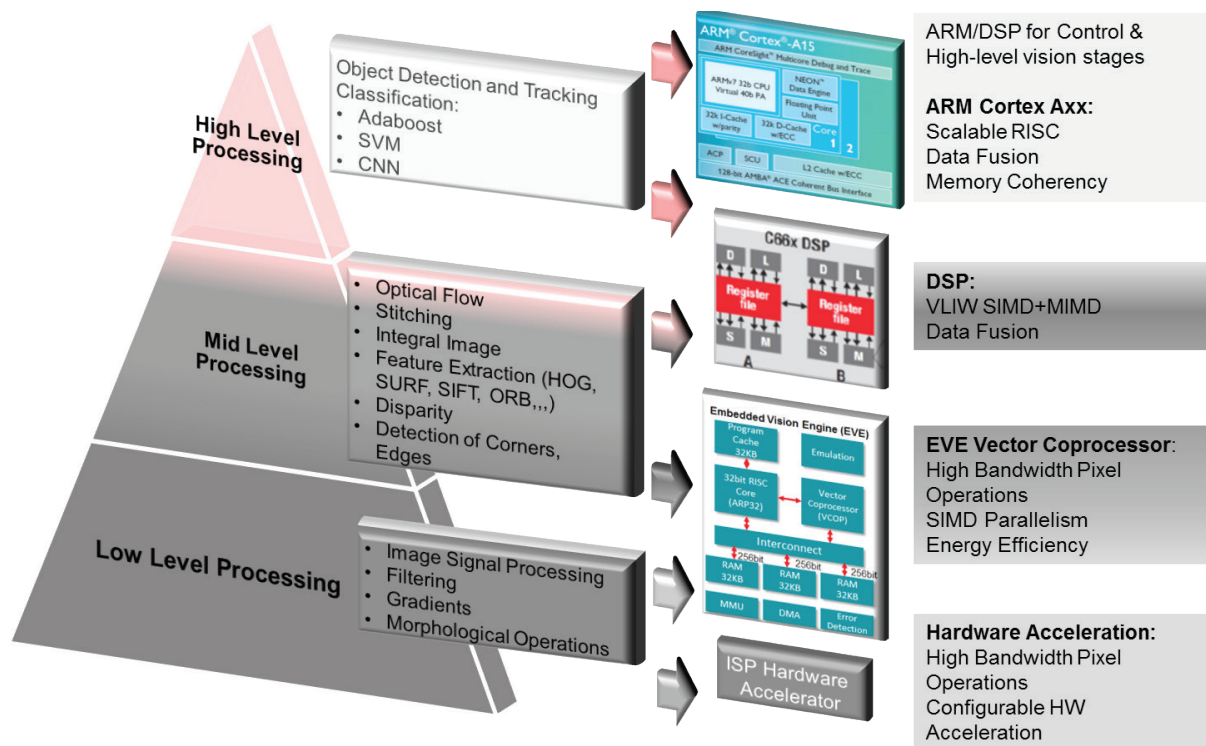 High Level
Processing
Mid Level
Processing
Low Level Processing
Object Detection and Tracking
Classification:
• Adaboost
• SVM
• CNN
• Optical Flow
• Stitching
• Integral Image
• Feature Extraction (HOG,
SURF, SIFT, ORB,,,)
• Disparity
• Detection of Corners,
Edges
• Image Signal Processing
• Filtering
• Gradients
• Morphological Operations
ARM® Cortex®-A15
ARM CoreSight™ Multicore Debug and Trace
ARMv7 32b CPU
Virtual 40b PA
NEON™
Data Engine
Floating Point
Unit
32k I-Cache
w/parity
32k D-Cache
w/ECC
Core
1
2
ACP
SCU
L2 Cache w/ECC
128-bit AMBA® ACE Coherent Bus Interface
C66x DSP
D
L
D
L
Register
file
Register
file
S
M
S
M
A
B
Embedded Vision Engine (EVE)
Program
Cache
32KB
Emulation
32bit RISC
Core
(ARP32)
Vector
Coprocessor
(VCOP)
Interconnect
256bit
256bit
256bit
RAM
32KB
RAM
32KB
RAM
32KB
MMU
DMA
Error
Detection
ISP Hardware
Accelerator
ARM/DSP for Control &
High-level vision stages
ARM Cortex Axx:
Scalable RISC
Data Fusion
Memory Coherency
DSP:
VLIW SIMD+MIMD
Data Fusion
EVE Vector Coprocessor:
High Bandwidth Pixel
Operations
SIMD Parallelism
Energy Efficiency
Hardware Acceleration:
High Bandwidth Pixel
Operations
Configurable HW
Acceleration